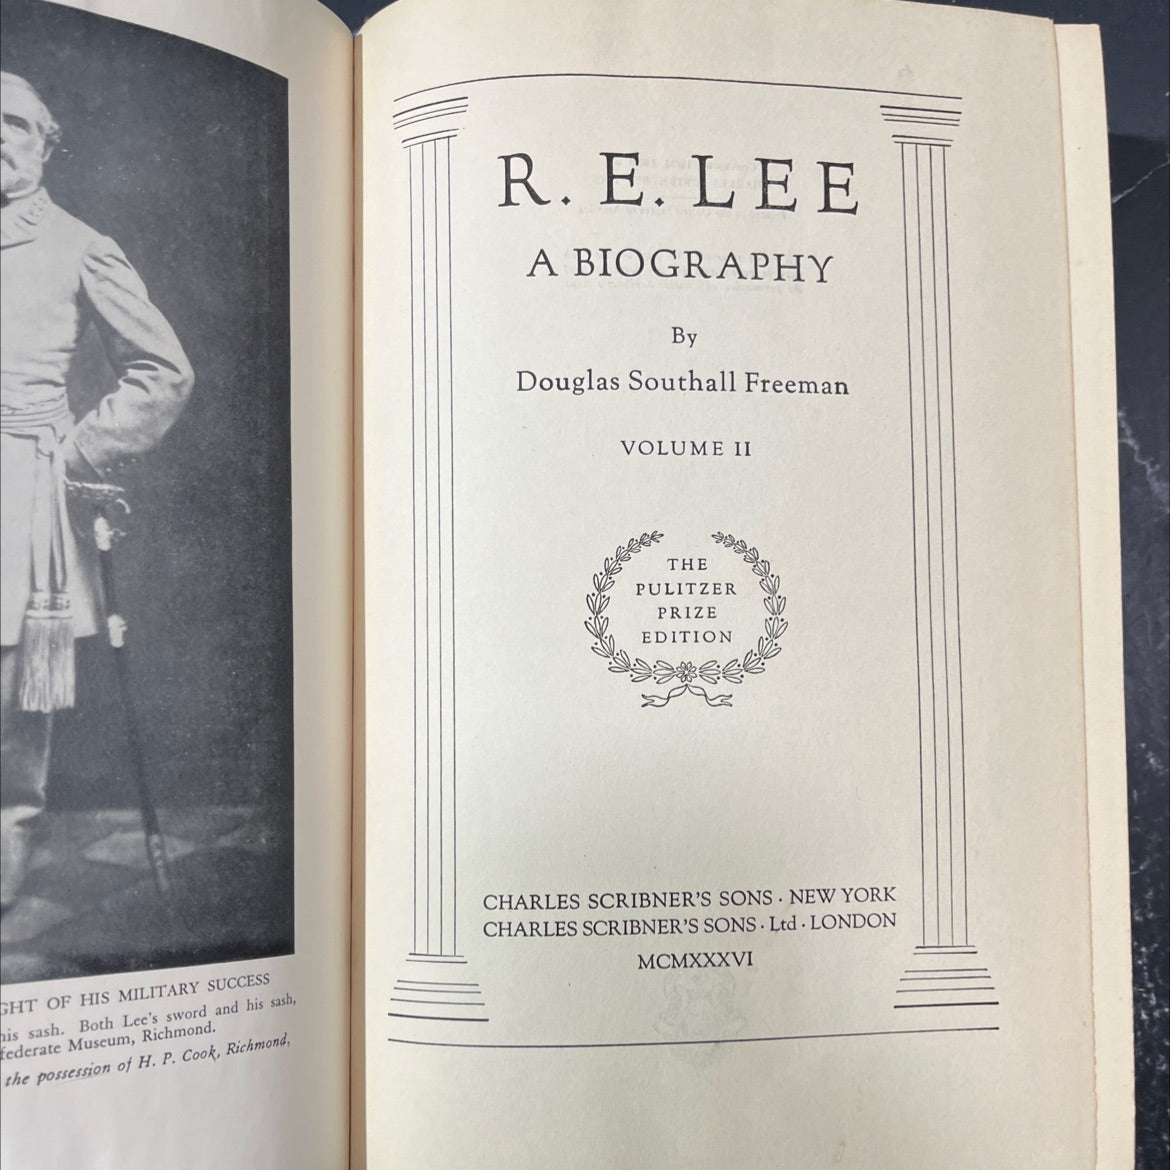 GHT OF HIS MILITARY SUCCESS
his sash. Both Lee's sword and his sash,
federate Museum, Richmond.
the possession of H. P. Cook, Richmond,
R. E. LEE
A BIOGRAPHY
By
Douglas Southall Freeman
VOLUME II
THE
PULITZER
PRIZE
EDITION
CHARLES SCRIBNER'S SONS · NEW YORK
CHARLES SCRIBNER'S SONS · Ltd · LONDON
MCMXXXVI